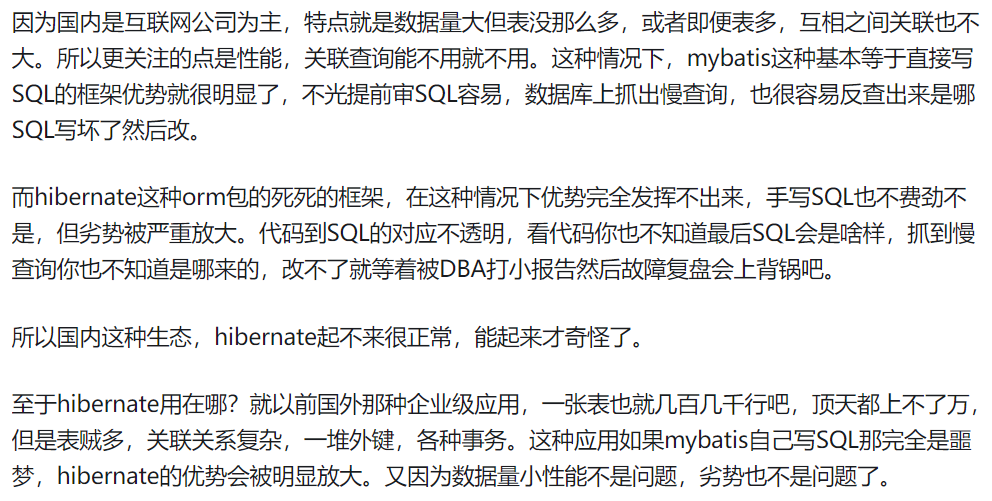 因为国内是互联网公司为主，特点就是数据量大但表没那么多，或者即便表多，互相之间关联也不
大。所以更关注的点是性能，关联查询能不用就不用。这种情况下，mybatis这种基本等于直接写
SQL的框架优势就很明显了，不光提前审SQL容易，数据库上抓出慢查询，也很容易反查出来是哪
SQL写坏了然后改。
而hibernate这种orm包的死死的框架，在这种情况下优势完全发挥不出来，手写SQL也不费劲不
是，但劣势被严重放大。代码到SQL的对应不透明，看代码你也不知道最后SQL会是啥样，抓到慢
查询你也不知道是哪来的，改不了就等着被DBA打小报告然后故障复盘会上背锅吧。
所以国内这种生态，hibernate起不来很正常，能起来才奇怪了。
至于hibernate用在哪？就以前国外那种企业级应用，一张表也就几百几千行吧，顶天都上不了万，
但是表贼多，关联关系复杂，一堆外键，各种事务。这种应用如果mybatis自己写SQL那完全是噩
梦，hibernate的优势会被明显放大。又因为数据量小性能不是问题，劣势也不是问题了。